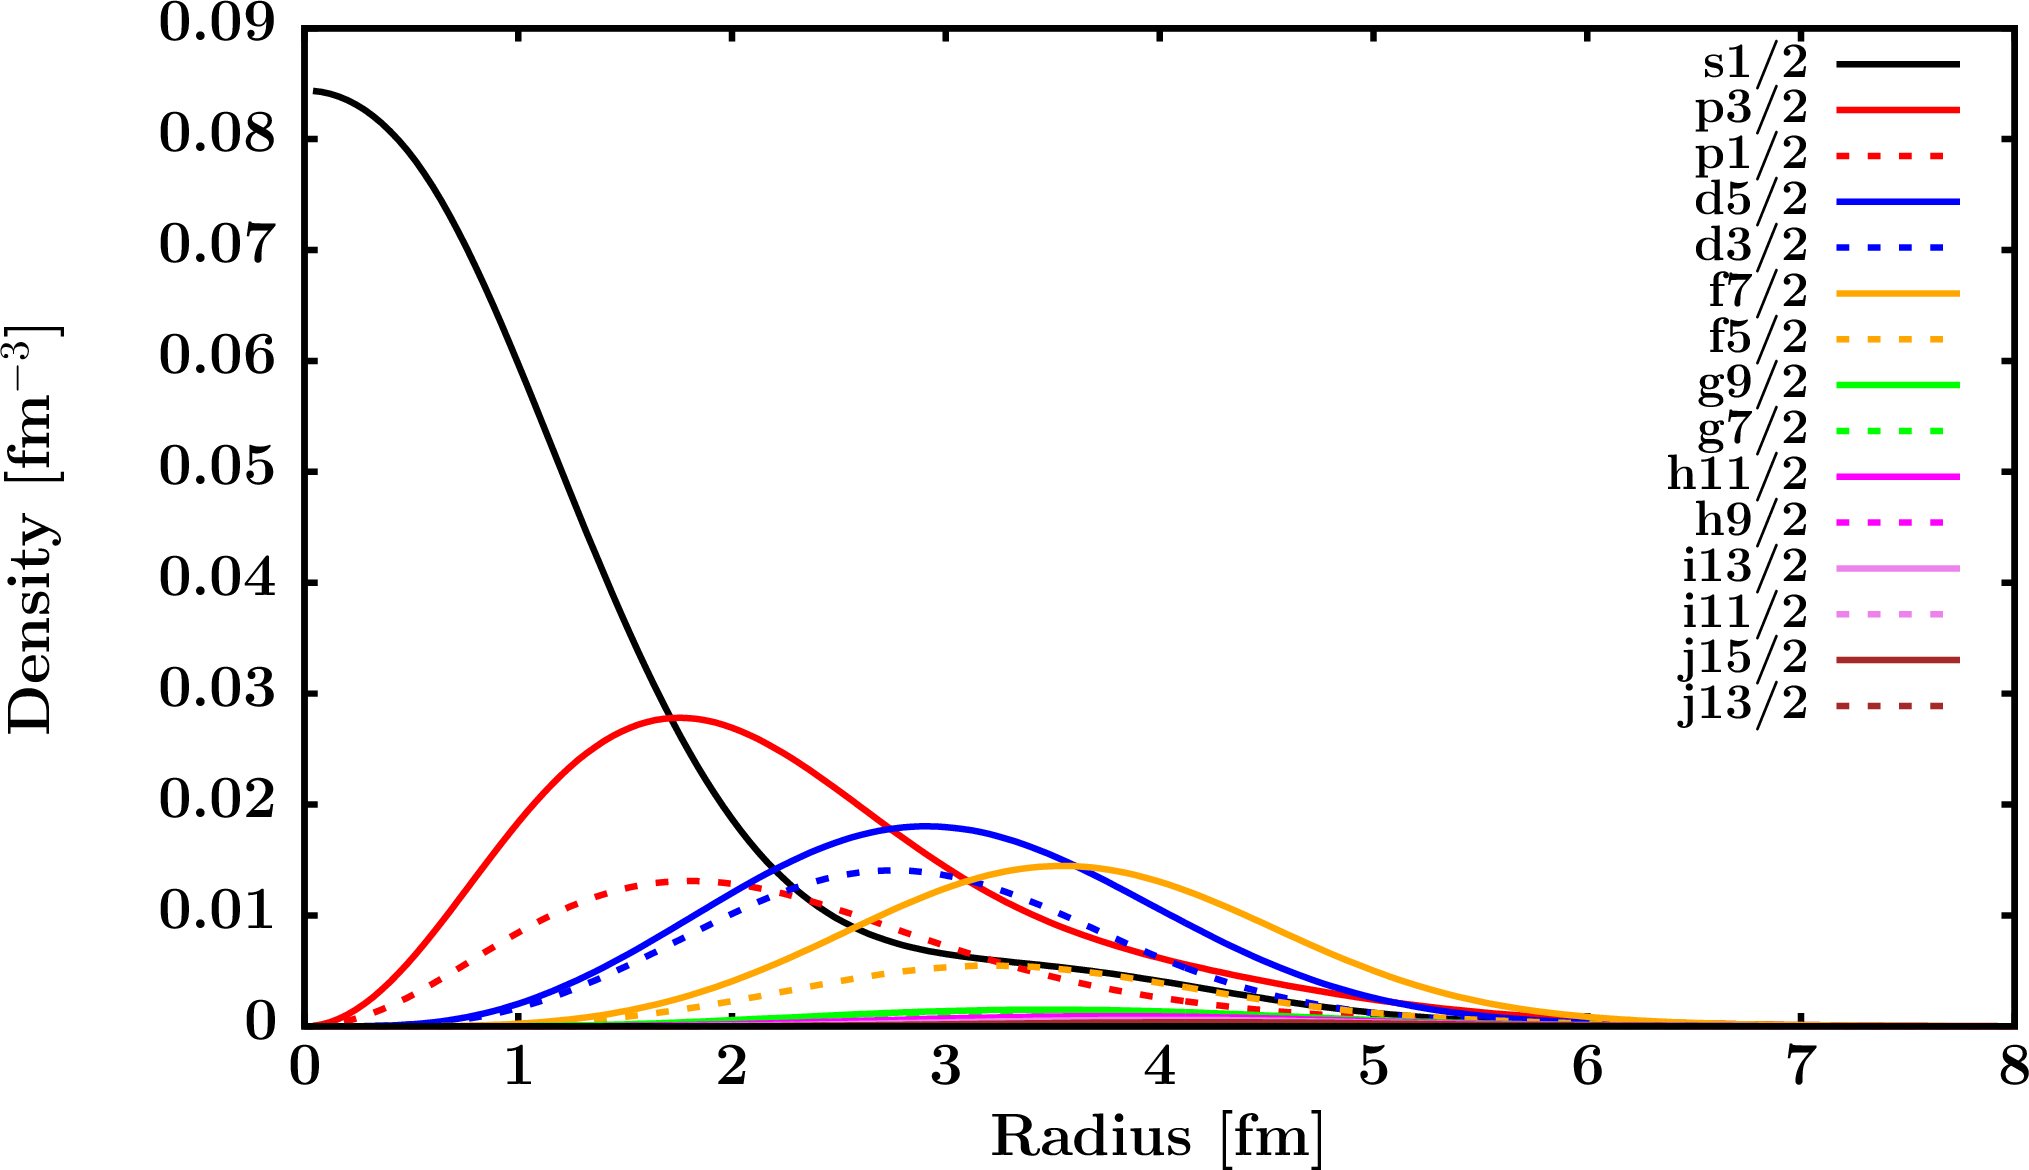 0.09
0.08
0.07
0.06
0.05
0.04
0.03
0.02
0.01
0
Density [fm⁻³]
s1/2
p3/2
p1/2
d5/2
d3/2
f7/2
f5/2
g9/2
g7/2
h11/2
h9/2
i13/2
i11/2
j15/2
j13/2
0 1 2 3 4 5 6 7 8
Radius [fm]